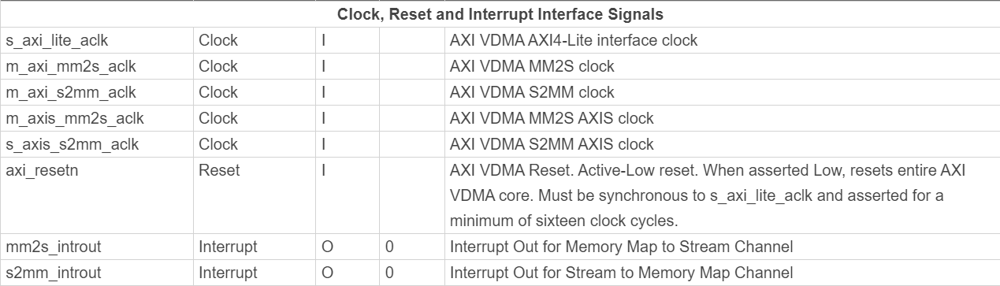 Clock, Reset and Interrupt Interface Signals
s_axi_lite_aclk Clock I AXI VDMA AXI4-Lite interface clock
m_axi_mm2s_aclk Clock I AXI VDMA MM2S clock
m_axi_s2mm_aclk Clock I AXI VDMA S2MM clock
m_axis_mm2s_aclk Clock I AXI VDMA MM2S AXIS clock
s_axis_s2mm_aclk Clock I AXI VDMA S2MM AXIS clock
axi_resetn Reset I AXI VDMA Reset. Active-Low reset. When asserted Low, resets entire AXI
VDMA core. Must be synchronous to s_axi_lite_aclk and asserted for a
minimum of sixteen clock cycles.
mm2s_introut Interrupt O 0 Interrupt Out for Memory Map to Stream Channel
s2mm_introut Interrupt O 0 Interrupt Out for Stream to Memory Map Channel